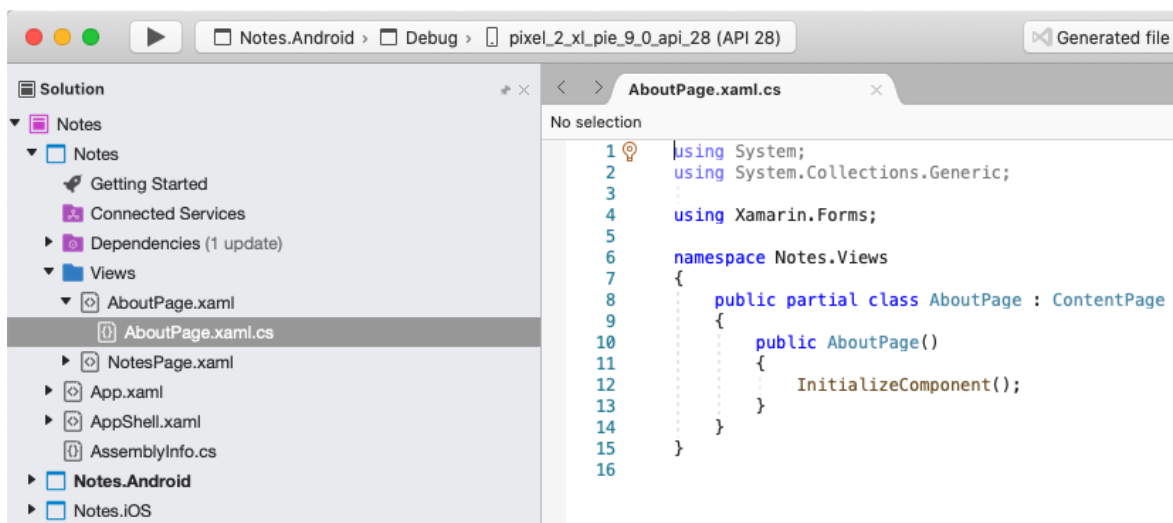 Notes.Android › Debug › pixel_2_xl_pie_9_0_api_28 (API 28)
Generated file
Solution
Notes
Notes
Getting Started
Connected Services
Dependencies (1 update)
Views
AboutPage.xaml
AboutPage.xaml.cs
NotesPage.xaml
App.xaml
AppShell.xaml
AssemblyInfo.cs
Notes.Android
Notes.iOS
AboutPage.xaml.cs
No selection
1 using System;
2 using System.Collections.Generic;
3
4 using Xamarin.Forms;
5
6 namespace Notes.Views
7 {
8     public partial class AboutPage : ContentPage
9     {
10         public AboutPage()
11         {
12             InitializeComponent();
13         }
14     }
15 }
16